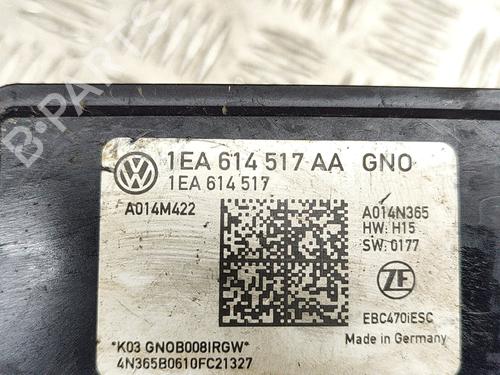 B-PARTS
1EA 614 517 AA GNO
1EA 614 517
A014M422
A014N365
HW: H15
SW: 0177
ZF
EBC470iESC
Made in Germany
*K03 GNOB008IRGW*
4N365B0610FC21327